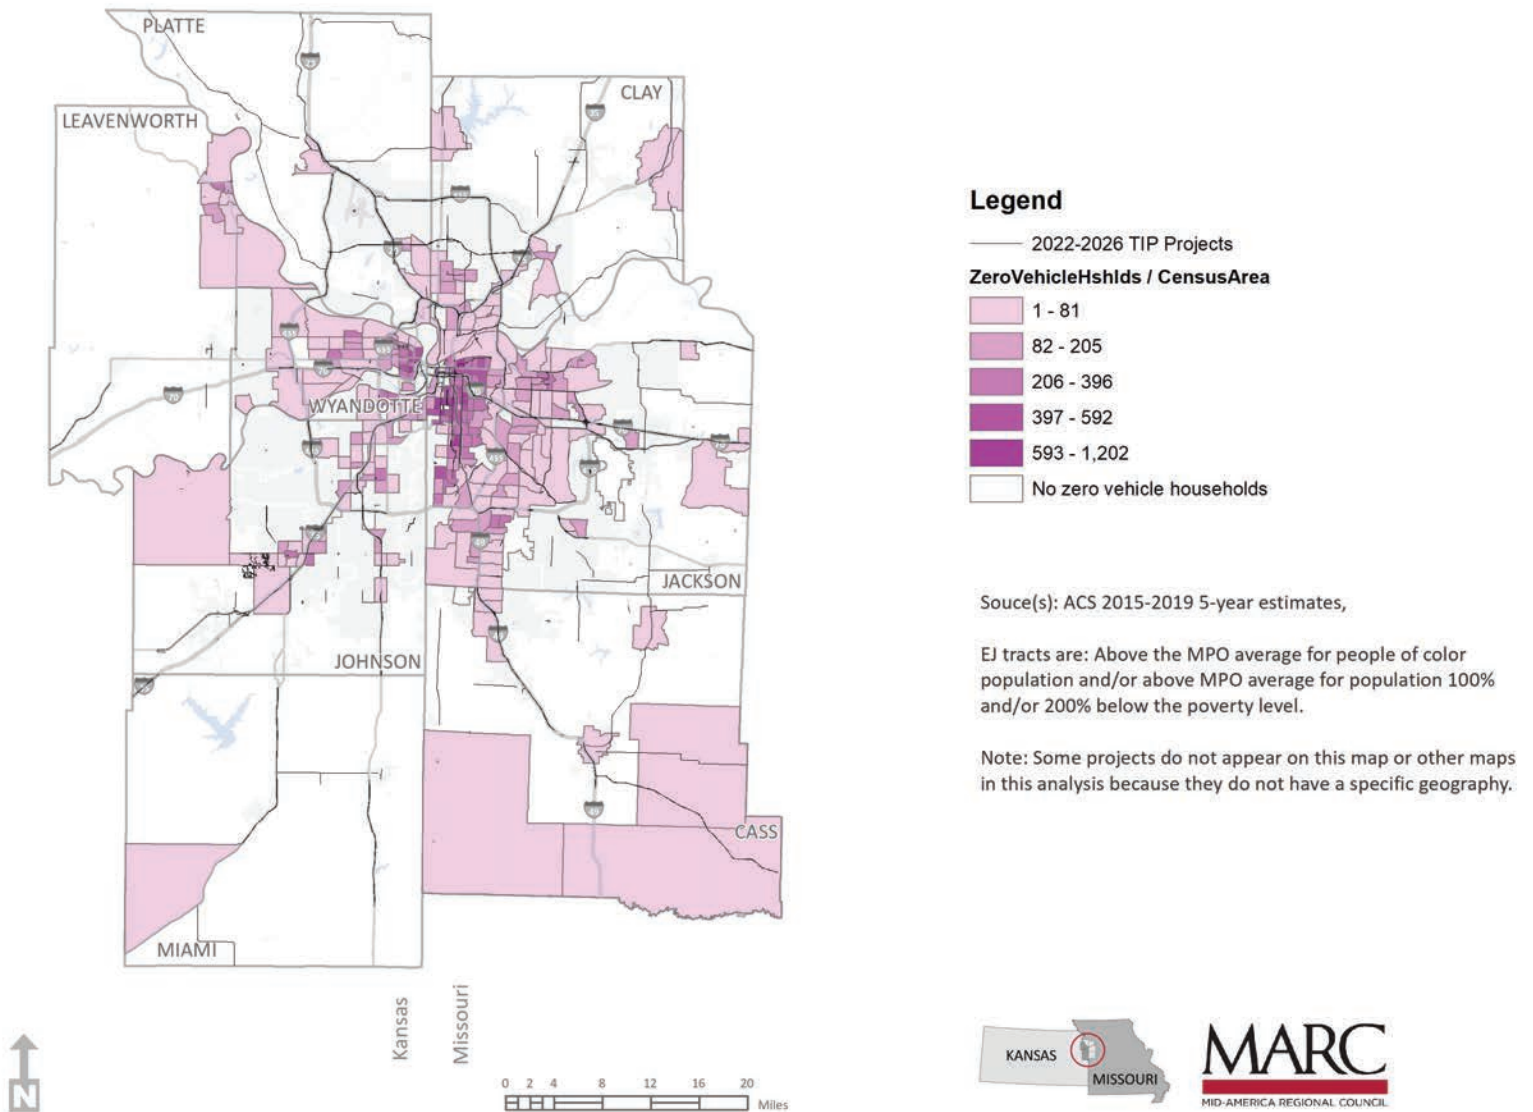 PLATTE
CLAY
LEAVENWORTH
WYANDOTTE
JACKSON
JOHNSON
CASS
MIAMI
70
Kansas
Missouri
N
0 2 4 8 12 16 20
Miles
Legend
2022-2026 TIP Projects
ZeroVehicleHshlds / CensusArea
1 - 81
82 - 205
206 - 396
397 - 592
593 - 1,202
No zero vehicle households
Souce(s): ACS 2015-2019 5-year estimates,
EJ tracts are: Above the MPO average for people of color
population and/or above MPO average for population 100%
and/or 200% below the poverty level.
Note: Some projects do not appear on this map or other maps
in this analysis because they do not have a specific geography.
KANSAS
MISSOURI
MARC
MID-AMERICA REGIONAL COUNCIL